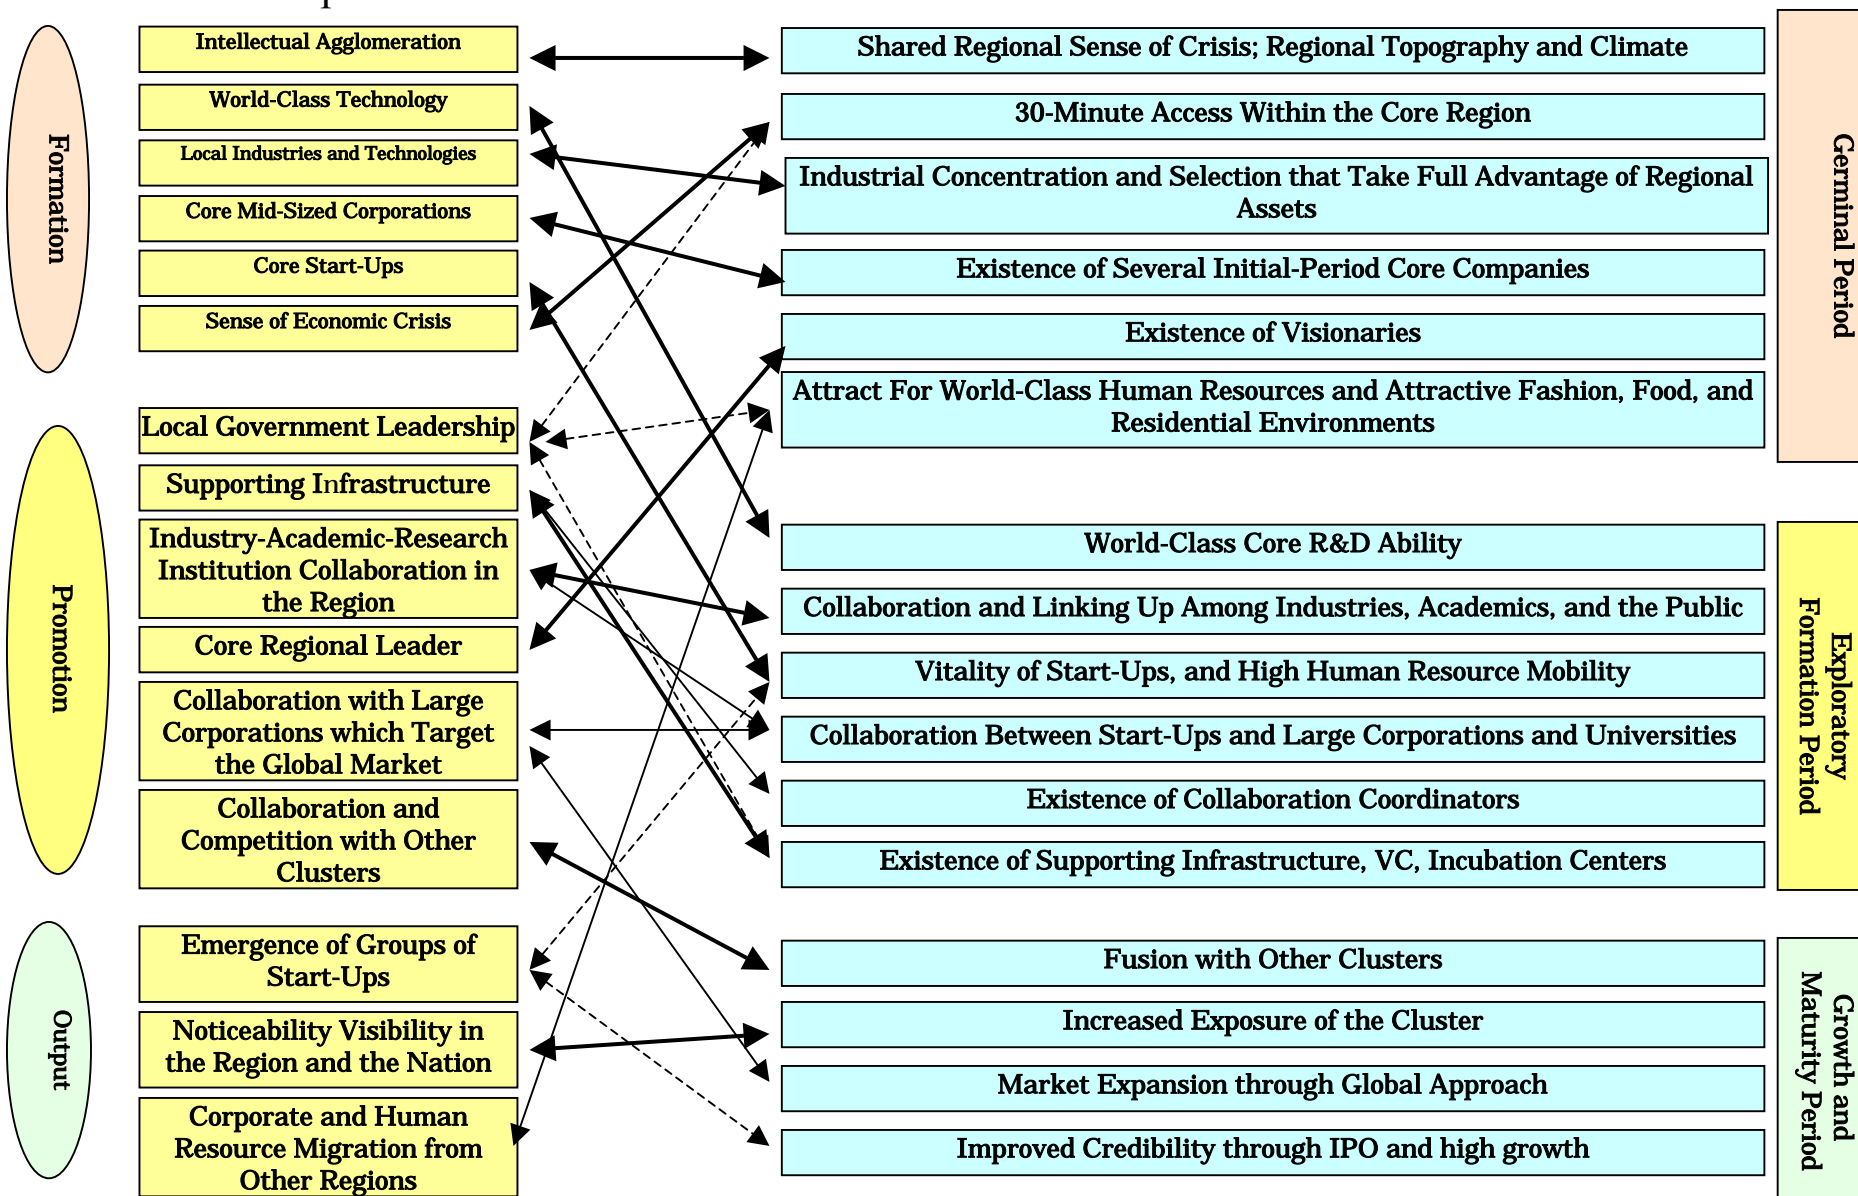 Formation
Intellectual Agglomeration
World-Class Technology
Local Industries and Technologies
Core Mid-Sized Corporations
Core Start-Ups
Sense of Economic Crisis
Promotion
Local Government Leadership
Supporting Infrastructure
Industry-Academic-Research
Institution Collaboration in
the Region
Core Regional Leader
Collaboration with Large
Corporations which Target
the Global Market
Collaboration and
Competition with Other
Clusters
Output
Emergence of Groups of
Start-Ups
Noticeability Visibility in
the Region and the Nation
Corporate and Human
Resource Migration from
Other Regions
Shared Regional Sense of Crisis; Regional Topography and Climate
30-Minute Access Within the Core Region
Industrial Concentration and Selection that Take Full Advantage of Regional
Assets
Existence of Several Initial-Period Core Companies
Existence of Visionaries
Attract For World-Class Human Resources and Attractive Fashion, Food, and
Residential Environments
Germinal Period
World-Class Core R&D Ability
Collaboration and Linking Up Among Industries, Academics, and the Public
Vitality of Start-Ups, and High Human Resource Mobility
Collaboration Between Start-Ups and Large Corporations and Universities
Existence of Collaboration Coordinators
Existence of Supporting Infrastructure, VC, Incubation Centers
Exploratory
Formation Period
Fusion with Other Clusters
Increased Exposure of the Cluster
Market Expansion through Global Approach
Improved Credibility through IPO and high growth
Growth and
Maturity Period